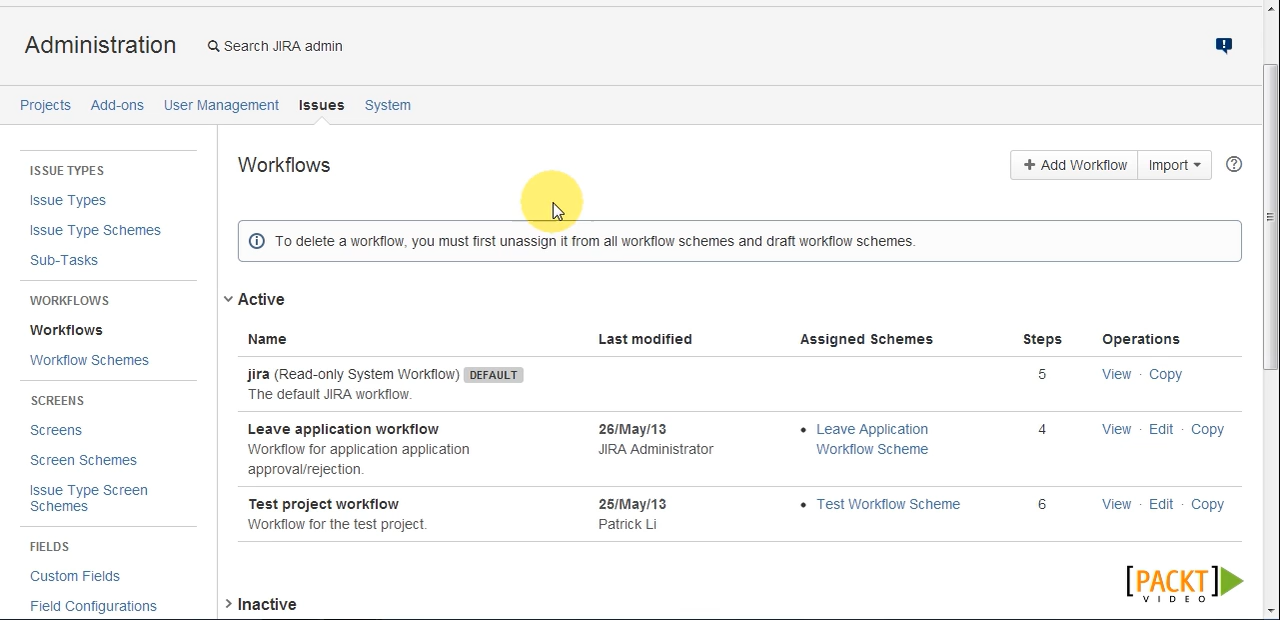 Administration
Search JIRA admin
Projects Add-ons User Management Issues System
ISSUE TYPES
Issue Types
Issue Type Schemes
Sub-Tasks
WORKFLOWS
Workflows
Workflow Schemes
SCREENS
Screens
Screen Schemes
Issue Type Screen
Schemes
FIELDS
Custom Fields
Field Configurations
Workflows
+ Add Workflow Import
To delete a workflow, you must first unassign it from all workflow schemes and draft workflow schemes.
Active
Name Last modified Assigned Schemes Steps Operations
jira (Read-only System Workflow) DEFAULT 5 View · Copy
The default JIRA workflow.
Leave application workflow 26/May/13 • Leave Application 4 View · Edit · Copy
Workflow for application application JIRA Administrator Workflow Scheme
approval/rejection.
Test project workflow 25/May/13 • Test Workflow Scheme 6 View · Edit · Copy
Workflow for the test project. Patrick Li
Inactive
[PACKT]
VIDEO